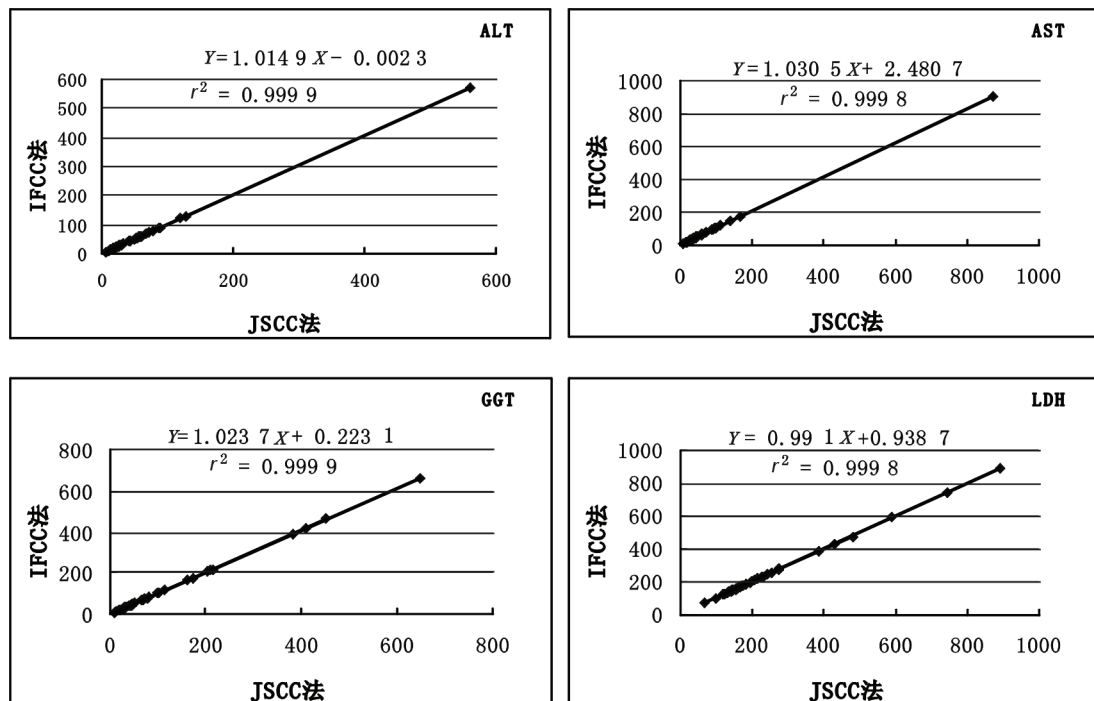 ALT
Y=1.014 9 X− 0.002 3
r² = 0.999 9
600
500
400
300
200
100
0
0 200 400 600
IFCC法
JSCC法
AST
Y=1.030 5 X+ 2.480 7
r² = 0.999 8
1000
800
600
400
200
0
0 200 400 600 800 1000
IFCC法
JSCC法
GGT
Y=1.023 7 X+ 0.223 1
r² = 0.999 9
800
600
400
200
0
0 200 400 600 800
IFCC法
JSCC法
LDH
Y= 0.99 1 X+0.938 7
r² = 0.999 8
1000
800
600
400
200
0
0 200 400 600 800 1000
IFCC法
JSCC法